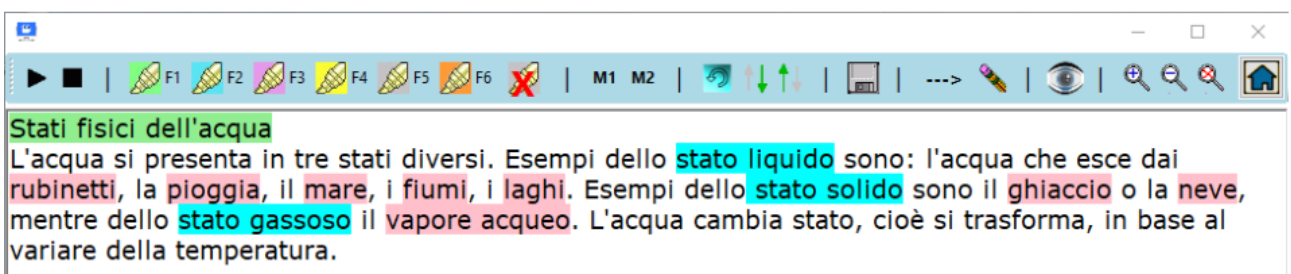 F1 F2 F3 F4 F5 F6 M1 M2 --->
Stati fisici dell'acqua
L'acqua si presenta in tre stati diversi. Esempi dello stato liquido sono: l'acqua che esce dai
rubinetti, la pioggia, il mare, i fiumi, i laghi. Esempi dello stato solido sono il ghiaccio o la neve,
mentre dello stato gassoso il vapore acqueo. L'acqua cambia stato, cioè si trasforma, in base al
variare della temperatura.